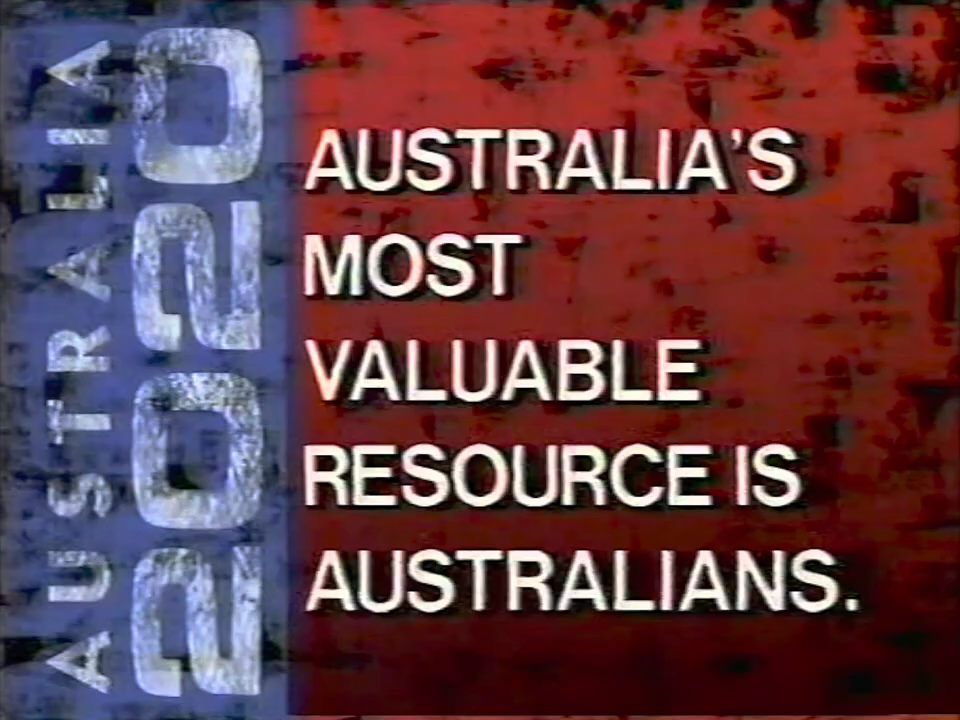 AUSTRALIA
2020
AUSTRALIA'S
MOST
VALUABLE
RESOURCE IS
AUSTRALIANS.